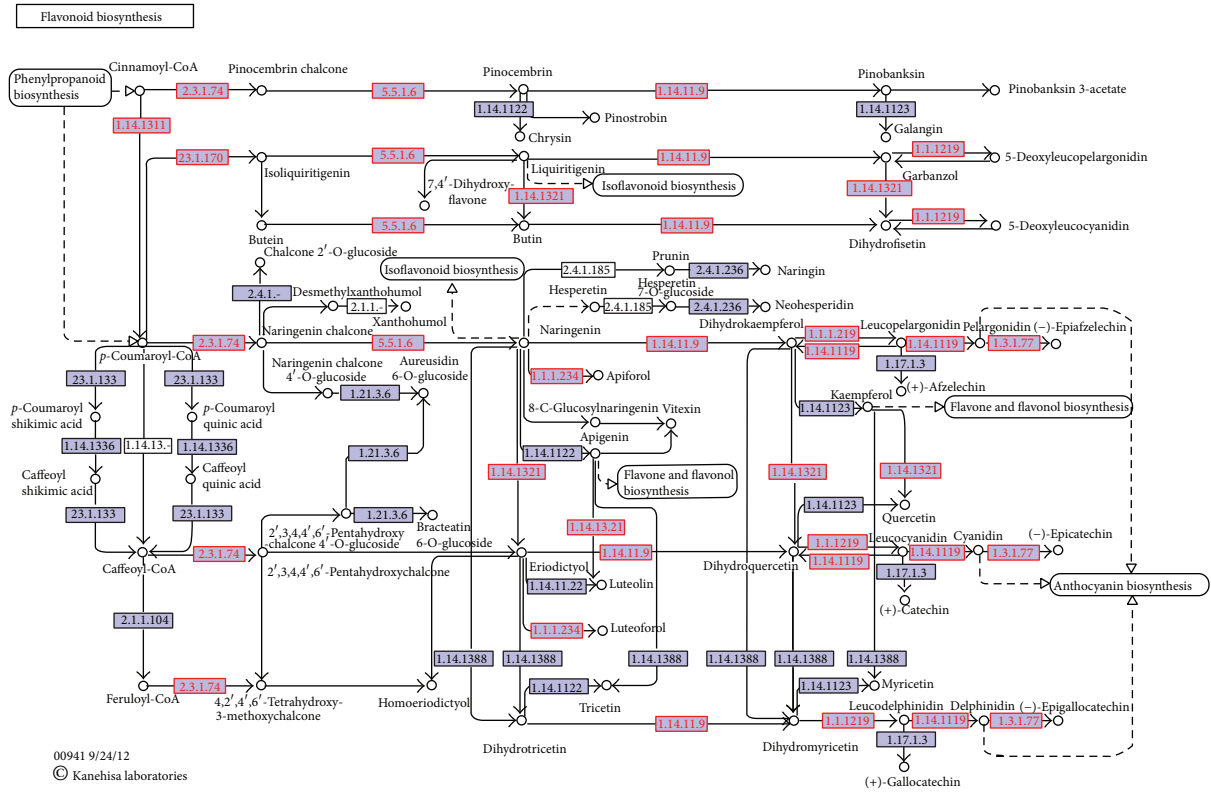 Flavonoid biosynthesis
Phenylpropanoid
biosynthesis
Cinnamoyl-CoA
2.3.1.74
Pinocembrin chalcone
5.5.1.6
Pinocembrin
1.14.11.9
Pinobanksin
Pinobanksin 3-acetate
1.14.1122
Pinostrobin
Chrysin
1.14.1123
Galangin
1.14.1311
23.1.170
Isoliquiritigenin
5.5.1.6
Liquiritigenin
1.14.11.9
1.1.1219
5-Deoxyleucopelargonidin
Garbanzol
7,4′-Dihydroxy-
flavone
Isoflavonoid biosynthesis
1.14.1321
1.14.1321
Butein
5.5.1.6
Butin
1.14.11.9
Dihydrofisetin
1.1.1219
5-Deoxyleucocyanidin
Chalcone 2′-O-glucoside
2.4.1.-
Desmethylxanthohumol
2.1.1.-
Xanthohumol
Isoflavonoid biosynthesis
2.4.1.185
Prunin
2.4.1.236
Naringin
Hesperetin
2.4.1.185
Hesperetin
7-O-glucoside
2.4.1.236
Neohesperidin
p-Coumaroyl-CoA
2.3.1.74
Naringenin chalcone
5.5.1.6
Naringenin
1.14.11.9
Dihydrokaempferol
1.1.1.219
1.14.1119
Leucopelargonidin
1.14.1119
Pelargonidin
1.3.1.77
(−)-Epiafzelechin
1.17.1.3
(+)-Afzelechin
Naringenin chalcone
4′-O-glucoside
1.21.3.6
Aureusidin
6-O-glucoside
1.1.1.234
Apiforol
1.14.1123
Kaempferol
Flavone and flavonol biosynthesis
23.1.133
23.1.133
p-Coumaroyl
shikimic acid
p-Coumaroyl
quinic acid
8-C-Glucosylnaringenin
Vitexin
1.14.1336
1.14.13.-
1.14.1336
1.21.3.6
1.14.1122
Apigenin
1.14.1321
Flavone and flavonol
biosynthesis
1.14.1321
1.14.1321
Caffeoyl
shikimic acid
Caffeoyl
quinic acid
23.1.133
23.1.133
1.21.3.6
Bracteatin
6-O-glucoside
1.14.13.21
1.14.1123
Quercetin
2′,3,4,4′,6′-Pentahydroxy
-chalcone 4′-O-glucoside
Caffeoyl-CoA
2.3.1.74
2′,3,4,4′,6′-Pentahydroxychalcone
Eriodictyol
1.14.11.9
Dihydroquercetin
1.1.1219
1.14.1119
Leucocyanidin
1.14.1119
Cyanidin
1.3.1.77
(−)-Epicatechin
1.17.1.3
(+)-Catechin
Anthocyanin biosynthesis
1.14.11.22
Luteolin
2.1.1.104
1.1.1.234
Luteoforol
1.14.1388
1.14.1388
1.14.1388
1.14.1388
1.14.1388
1.14.1388
Feruloyl-CoA
2.3.1.74
4,2′,4′,6′-Tetrahydroxy-
3-methoxychalcone
Homoeriodictyol
1.14.1122
Tricetin
1.14.1123
Myricetin
Dihydrotricetin
1.14.11.9
Dihydromyricetin
1.1.1219
Leucodelphinidin
1.14.1119
Delphinidin
1.3.1.77
(−)-Epigallocatechin
1.17.1.3
(+)-Gallocatechin
00941 9/24/12
© Kanehisa laboratories